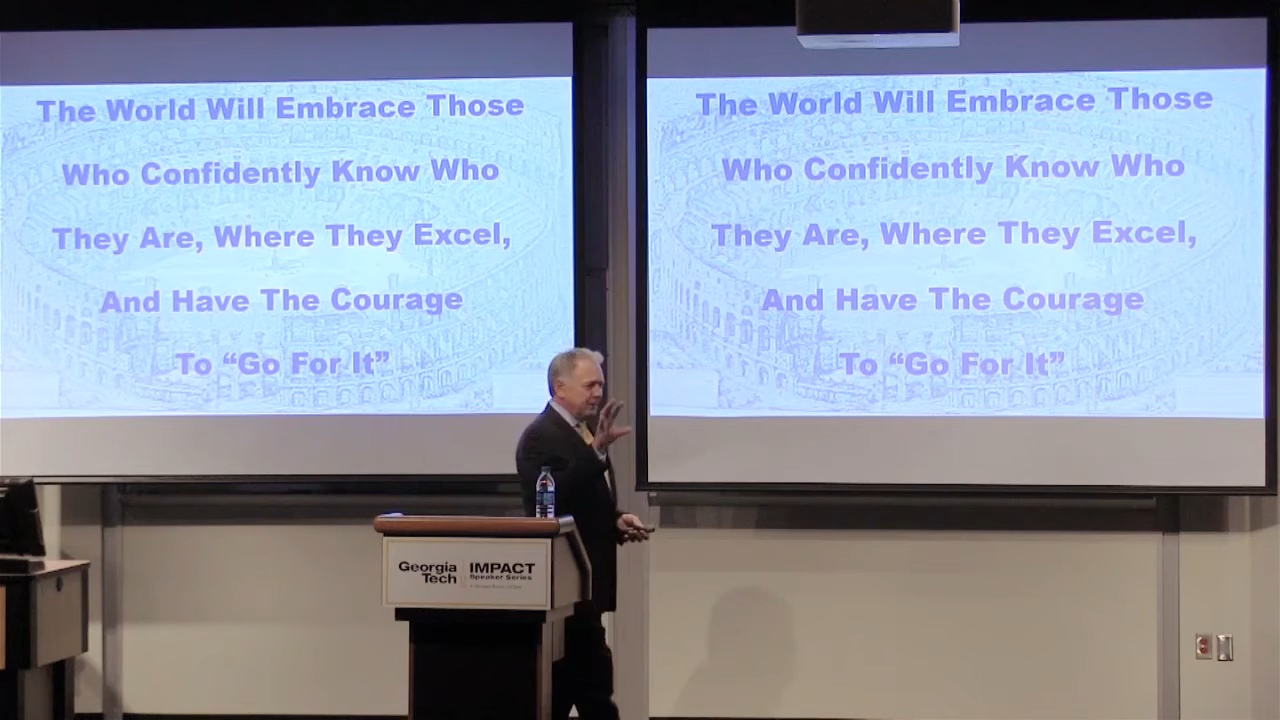 The World Will Embrace Those
Who Confidently Know Who
They Are, Where They Excel,
And Have The Courage
To “Go For It”
The World Will Embrace Those
Who Confidently Know Who
They Are, Where They Excel,
And Have The Courage
To “Go For It”
Georgia
Tech
IMPACT
Speaker Series